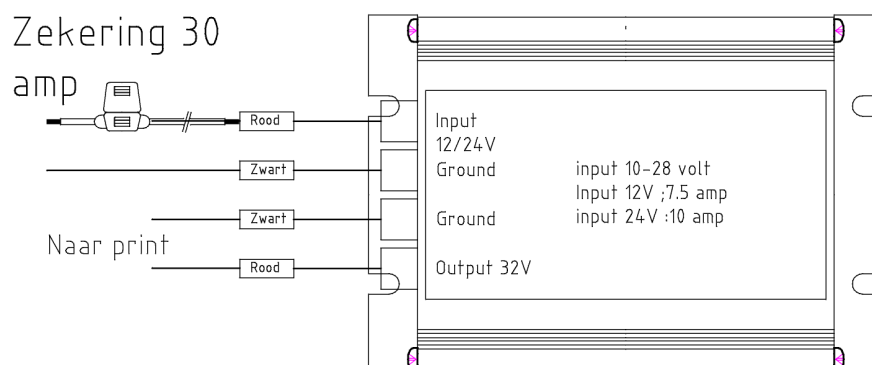 Zekering 30
amp
Rood
Input
12/24V
Zwart
Ground
input 10-28 volt
Input 12V ;7.5 amp
Zwart
Ground
input 24V :10 amp
Naar print
Rood
Output 32V